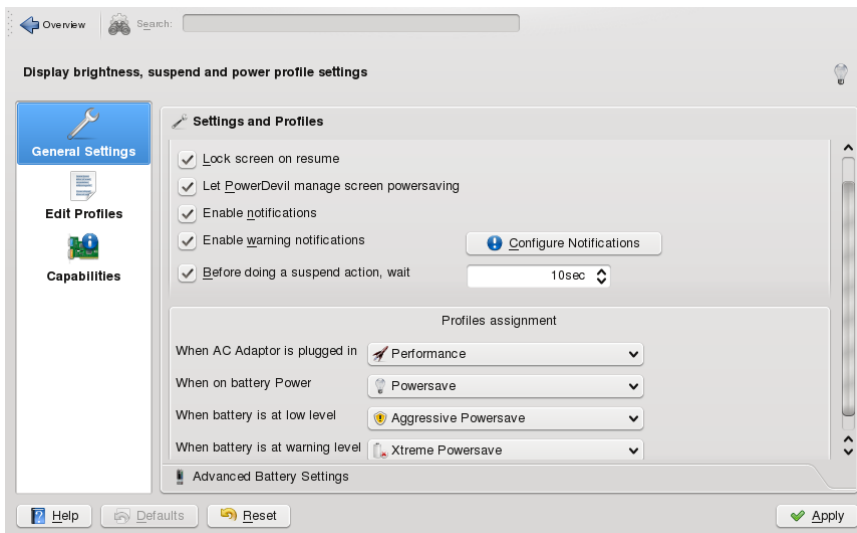 Overview Search:
Display brightness, suspend and power profile settings
General Settings
Edit Profiles
Capabilities
Settings and Profiles
Lock screen on resume
Let PowerDevil manage screen powersaving
Enable notifications
Enable warning notifications Configure Notifications
Before doing a suspend action, wait 10sec
Profiles assignment
When AC Adaptor is plugged in Performance
When on battery Power Powersave
When battery is at low level Aggressive Powersave
When battery is at warning level Xtreme Powersave
Advanced Battery Settings
Help Defaults Reset Apply